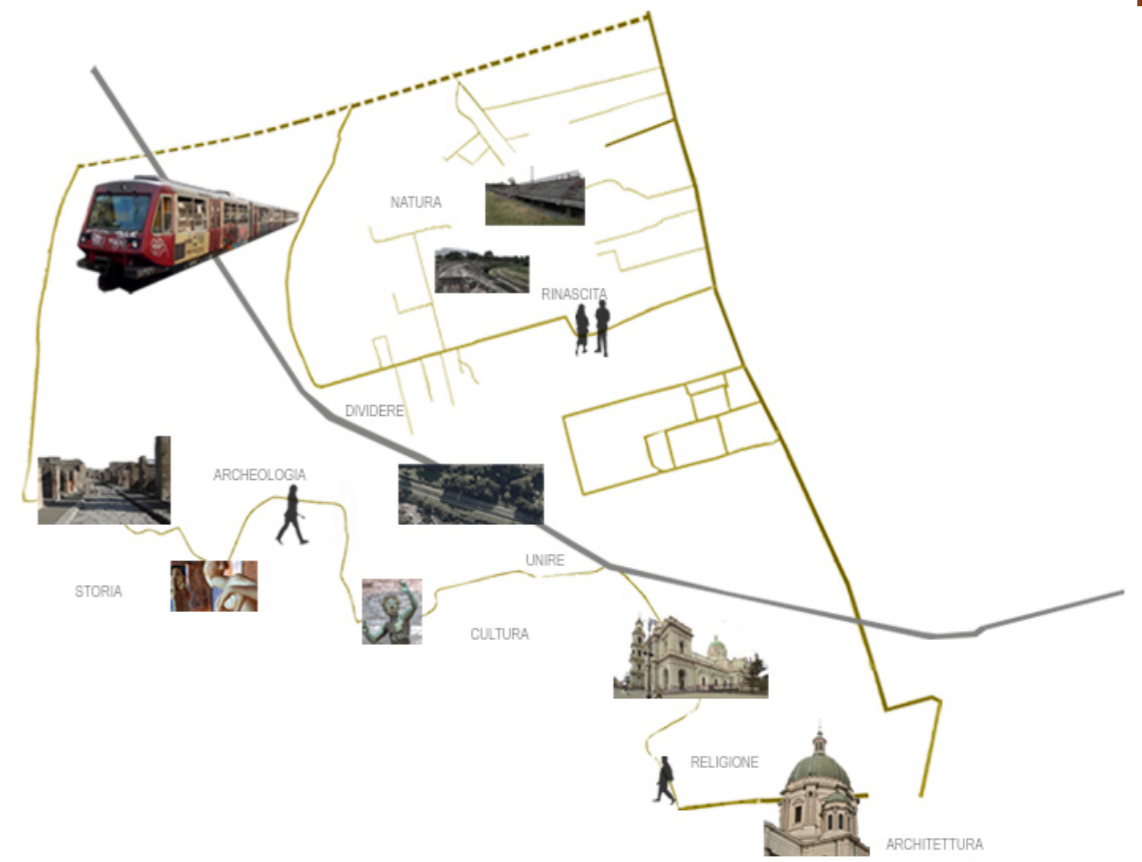 NATURA
RINASCITA
DIVIDERE
ARCHEOLOGIA
UNIRE
STORIA
CULTURA
RELIGIONE
ARCHITETTURA